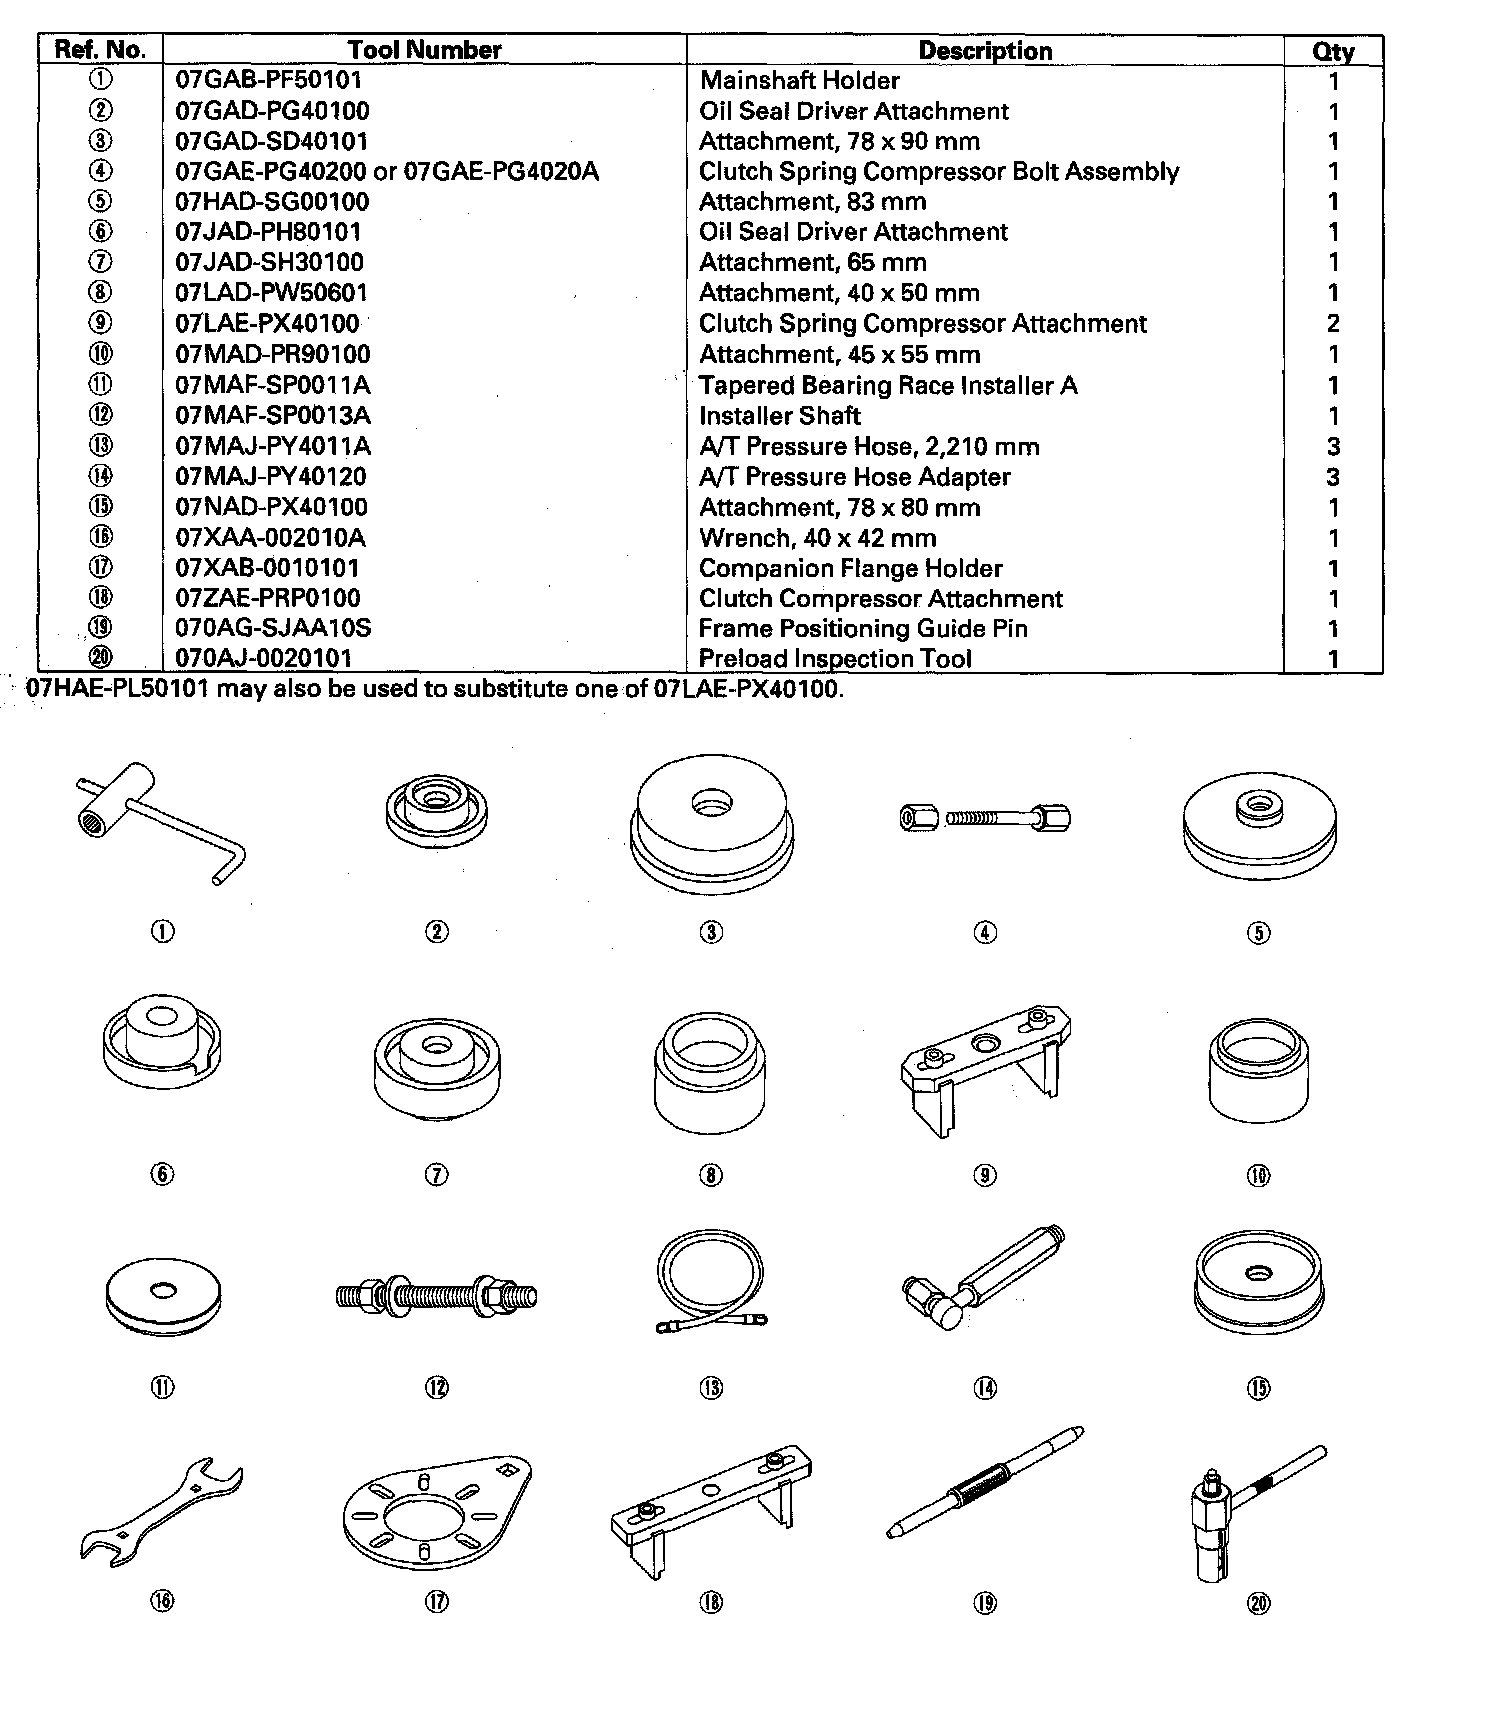 Ref. No. Tool Number Description Qty
① 07GAB-PF50101 Mainshaft Holder 1
② 07GAD-PG40100 Oil Seal Driver Attachment 1
③ 07GAD-SD40101 Attachment, 78 x 90 mm 1
④ 07GAE-PG40200 or 07GAE-PG4020A Clutch Spring Compressor Bolt Assembly 1
⑤ 07HAD-SG00100 Attachment, 83 mm 1
⑥ 07JAD-PH80101 Oil Seal Driver Attachment 1
⑦ 07JAD-SH30100 Attachment, 65 mm 1
⑧ 07LAD-PW50601 Attachment, 40 x 50 mm 1
⑨ 07LAE-PX40100 Clutch Spring Compressor Attachment 2
⑩ 07MAD-PR90100 Attachment, 45 x 55 mm 1
⑪ 07MAF-SP0011A Tapered Bearing Race Installer A 1
⑫ 07MAF-SP0013A Installer Shaft 1
⑬ 07MAJ-PY4011A A/T Pressure Hose, 2,210 mm 3
⑭ 07MAJ-PY40120 A/T Pressure Hose Adapter 3
⑮ 07NAD-PX40100 Attachment, 78 x 80 mm 1
⑯ 07XAA-002010A Wrench, 40 x 42 mm 1
⑰ 07XAB-0010101 Companion Flange Holder 1
⑱ 07ZAE-PRP0100 Clutch Compressor Attachment 1
⑲ 070AG-SJAA10S Frame Positioning Guide Pin 1
⑳ 070AJ-0020101 Preload Inspection Tool 1
07HAE-PL50101 may also be used to substitute one of 07LAE-PX40100.
① ② ③ ④ ⑤
⑥ ⑦ ⑧ ⑨ ⑩
⑪ ⑫ ⑬ ⑭ ⑮
⑯ ⑰ ⑱ ⑲ ⑳